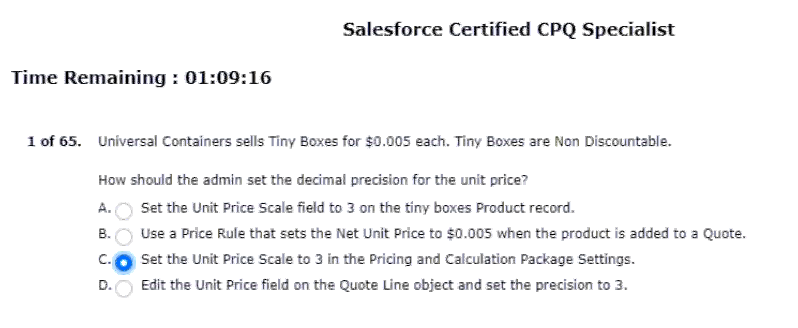 Salesforce Certified CPQ Specialist
Time Remaining : 01:09:16
1 of 65. Universal Containers sells Tiny Boxes for $0.005 each. Tiny Boxes are Non Discountable.
How should the admin set the decimal precision for the unit price?
A. Set the Unit Price Scale field to 3 on the tiny boxes Product record.
B. Use a Price Rule that sets the Net Unit Price to $0.005 when the product is added to a Quote.
C. Set the Unit Price Scale to 3 in the Pricing and Calculation Package Settings.
D. Edit the Unit Price field on the Quote Line object and set the precision to 3.